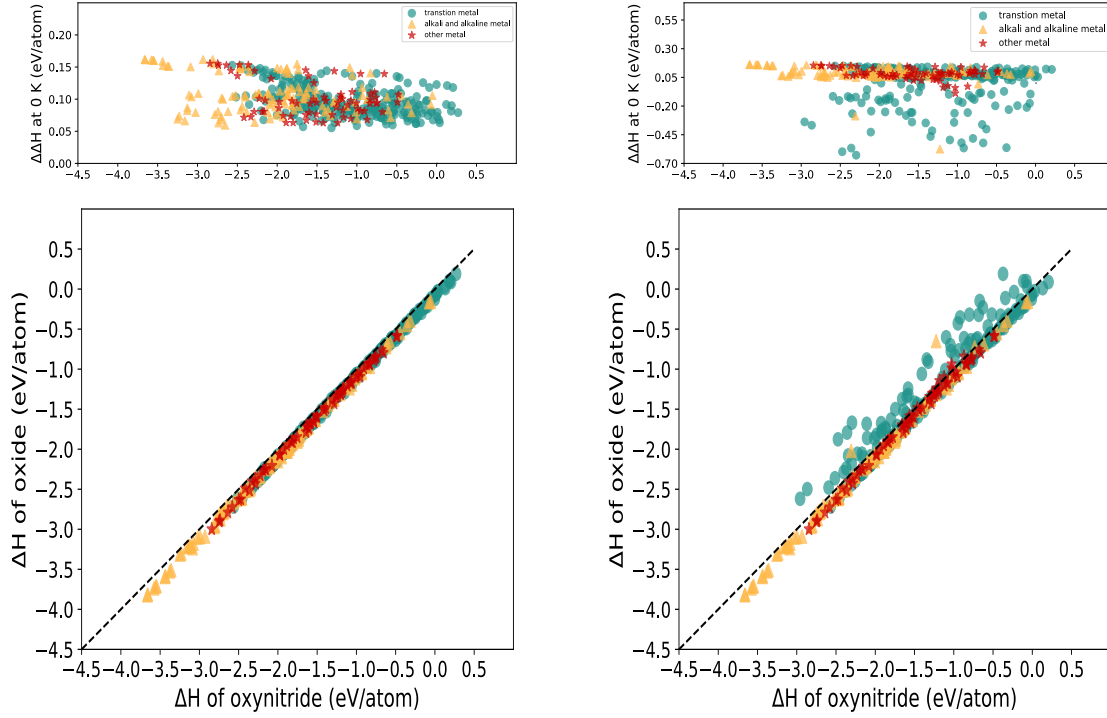 transtion metal
alkali and alkaline metal
other metal
ΔΔH at 0 K (eV/atom)
0.20
0.15
0.10
0.05
0.00
−4.5 −4.0 −3.5 −3.0 −2.5 −2.0 −1.5 −1.0 −0.5 0.0 0.5
transtion metal
alkali and alkaline metal
other metal
ΔΔH at 0 K (eV/atom)
0.55
0.30
0.05
−0.20
−0.45
−0.70
−4.5 −4.0 −3.5 −3.0 −2.5 −2.0 −1.5 −1.0 −0.5 0.0 0.5
ΔH of oxide (eV/atom)
0.5
0.0
−0.5
−1.0
−1.5
−2.0
−2.5
−3.0
−3.5
−4.0
−4.5
−4.5 −4.0 −3.5 −3.0 −2.5 −2.0 −1.5 −1.0 −0.5 0.0 0.5
ΔH of oxynitride (eV/atom)
ΔH of oxide (eV/atom)
0.5
0.0
−0.5
−1.0
−1.5
−2.0
−2.5
−3.0
−3.5
−4.0
−4.5
−4.5 −4.0 −3.5 −3.0 −2.5 −2.0 −1.5 −1.0 −0.5 0.0 0.5
ΔH of oxynitride (eV/atom)